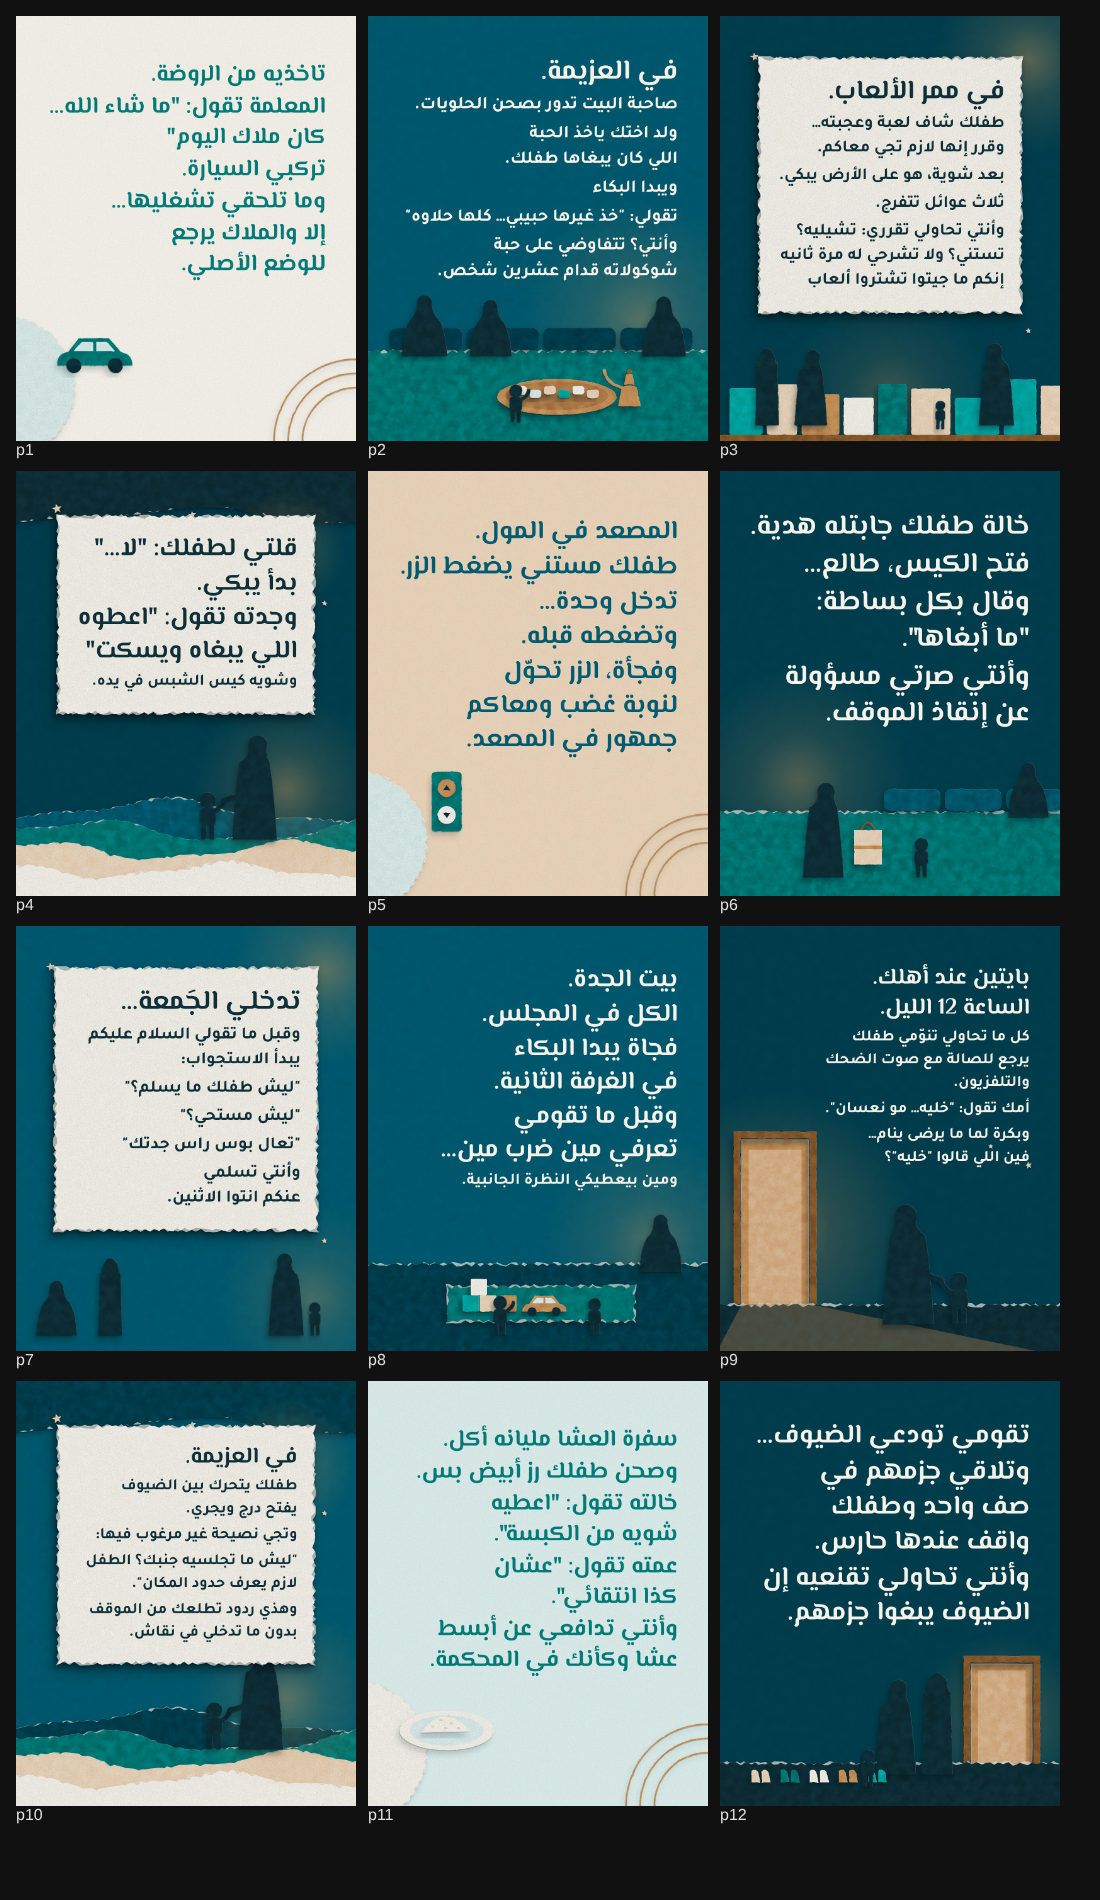 تاخذيه من الروضة.
المعلمة تقول: "ما شاء الله...
كان ملاك اليوم"
تركبي السيارة.
وما تلحقي تشغليها...
إلا والملاك يرجع
للوضع الأصلي.
p1
في العزيمة.
صاحبة البيت تدور بصحن الحلويات.
ولد اختك ياخذ الحبة
اللي كان يبغاها طفلك.
ويبدا البكاء
تقولي: "خذ غيرها حبيبي... كلها حلاوه"
وأنتي؟ تتفاوضي على حبة
شوكولاته قدام عشرين شخص.
p2
في ممر الألعاب.
طفلك شاف لعبة وعجبته...
وقرر إنها لازم تجي معاكم.
بعد شوية، هو على الأرض يبكي.
ثلاث عوائل تتفرج.
وأنتي تحاولي تقرري: تشيليه؟
تستني؟ ولا تشرحي له مرة ثانيه
إنكم ما جيتوا تشتروا ألعاب
p3
قلتي لطفلك: "لا..."
بدأ يبكي.
وجدته تقول: "اعطوه
اللي يبغاه ويسكت"
وشويه كيس الشبس في يده.
p4
المصعد في المول.
طفلك مستني يضغط الزر.
تدخل وحدة...
وتضغطه قبله.
وفجأة، الزر تحوّل
لنوبة غضب ومعاكم
جمهور في المصعد.
p5
خالة طفلك جابتله هدية.
فتح الكيس، طالع...
وقال بكل بساطة:
"ما أبغاها".
وأنتي صرتي مسؤولة
عن إنقاذ الموقف.
p6
تدخلي الجَمعة...
وقبل ما تقولي السلام عليكم
يبدأ الاستجواب:
"ليش طفلك ما يسلم؟"
"ليش مستحي؟"
"تعال بوس راس جدتك"
وأنتي تسلمي
عنكم انتوا الاثنين.
p7
بيت الجدة.
الكل في المجلس.
فجاة يبدا البكاء
في الغرفة الثانية.
وقبل ما تقومي
تعرفي مين ضرب مين...
ومين بيعطيكي النظرة الجانبية.
p8
بايتين عند أهلك.
الساعة 12 الليل.
كل ما تحاولي تنوّمي طفلك
يرجع للصالة مع صوت الضحك
والتلفزيون.
أمك تقول: "خليه... مو نعسان".
وبكرة لما ما يرضى ينام...
فين اللّي قالوا "خليه"؟
p9
في العزيمة.
طفلك يتحرك بين الضيوف
يفتح درج ويجري.
وتجي نصيحة غير مرغوب فيها:
"ليش ما تجلسيه جنبك؟ الطفل
لازم يعرف حدود المكان".
وهذي ردود تطلعك من الموقف
بدون ما تدخلي في نقاش.
p10
سفرة العشا مليانه أكل.
وصحن طفلك رز أبيض بس.
خالته تقول: "اعطيه
شويه من الكبسة".
عمته تقول: "عشان
كذا انتقائي".
وأنتي تدافعي عن أبسط
عشا وكأنك في المحكمة.
p11
تقومي تودعي الضيوف...
وتلاقي جزمهم في
صف واحد وطفلك
واقف عندها حارس.
وأنتي تحاولي تقنعيه إن
الضيوف يبغوا جزمهم.
p12